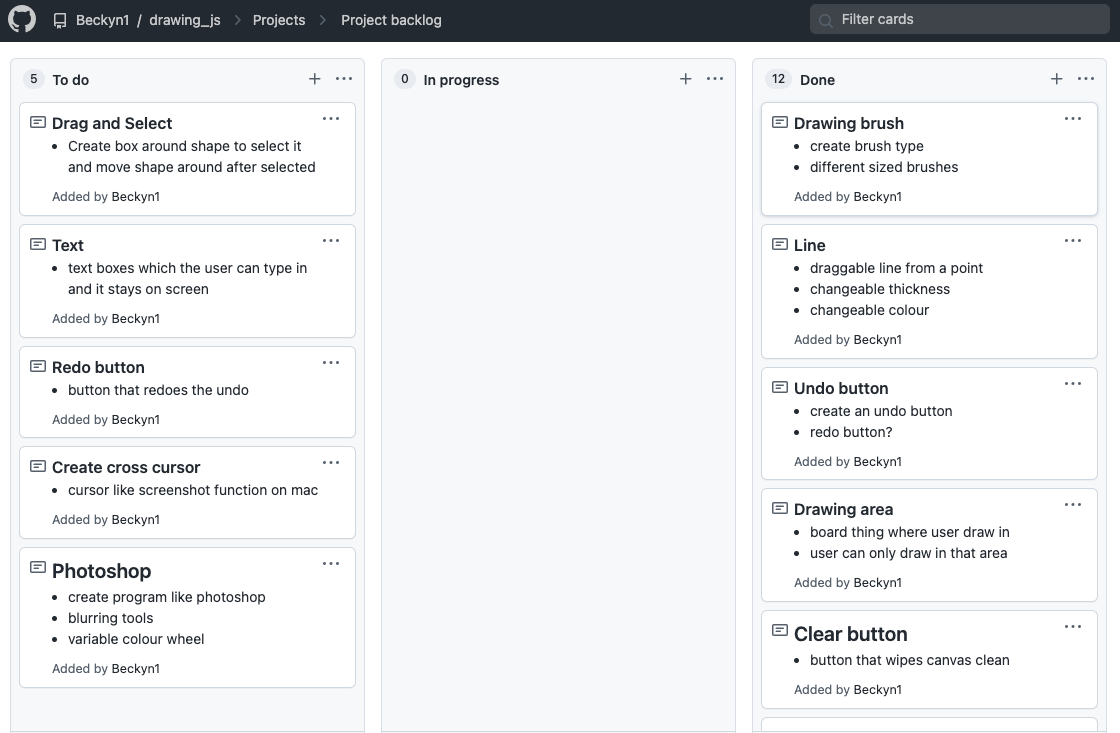 Beckyn1 / drawing_js > Projects > Project backlog
Filter cards
5 To do
Drag and Select
• Create box around shape to select it
and move shape around after selected
Added by Beckyn1
Text
• text boxes which the user can type in
and it stays on screen
Added by Beckyn1
Redo button
• button that redoes the undo
Added by Beckyn1
Create cross cursor
• cursor like screenshot function on mac
Added by Beckyn1
Photoshop
• create program like photoshop
• blurring tools
• variable colour wheel
Added by Beckyn1
0 In progress
12 Done
Drawing brush
• create brush type
• different sized brushes
Added by Beckyn1
Line
• draggable line from a point
• changeable thickness
• changeable colour
Added by Beckyn1
Undo button
• create an undo button
• redo button?
Added by Beckyn1
Drawing area
• board thing where user draw in
• user can only draw in that area
Added by Beckyn1
Clear button
• button that wipes canvas clean
Added by Beckyn1